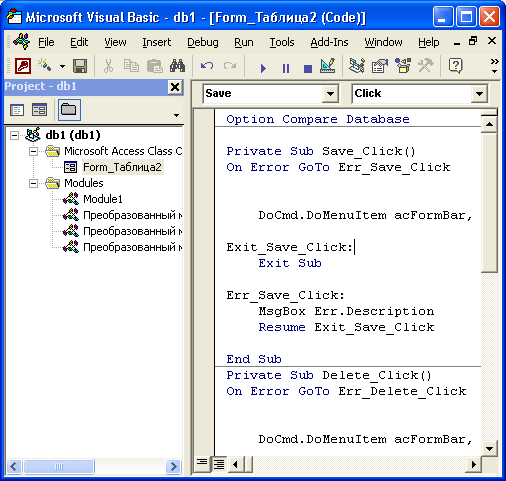 Microsoft Visual Basic - db1 - [Form_Таблица2 (Code)]
File Edit View Insert Debug Run Tools Add-Ins Window Help
Project - db1
db1 (db1)
Microsoft Access Class O
Form_Таблица2
Modules
Module1
Преобразованный м
Преобразованный м
Преобразованный м
Save Click
Option Compare Database
Private Sub Save_Click()
On Error GoTo Err_Save_Click
DoCmd.DoMenuItem acFormBar,
Exit_Save_Click:
Exit Sub
Err_Save_Click:
MsgBox Err.Description
Resume Exit_Save_Click
End Sub
Private Sub Delete_Click()
On Error GoTo Err_Delete_Click
DoCmd.DoMenuItem acFormBar,